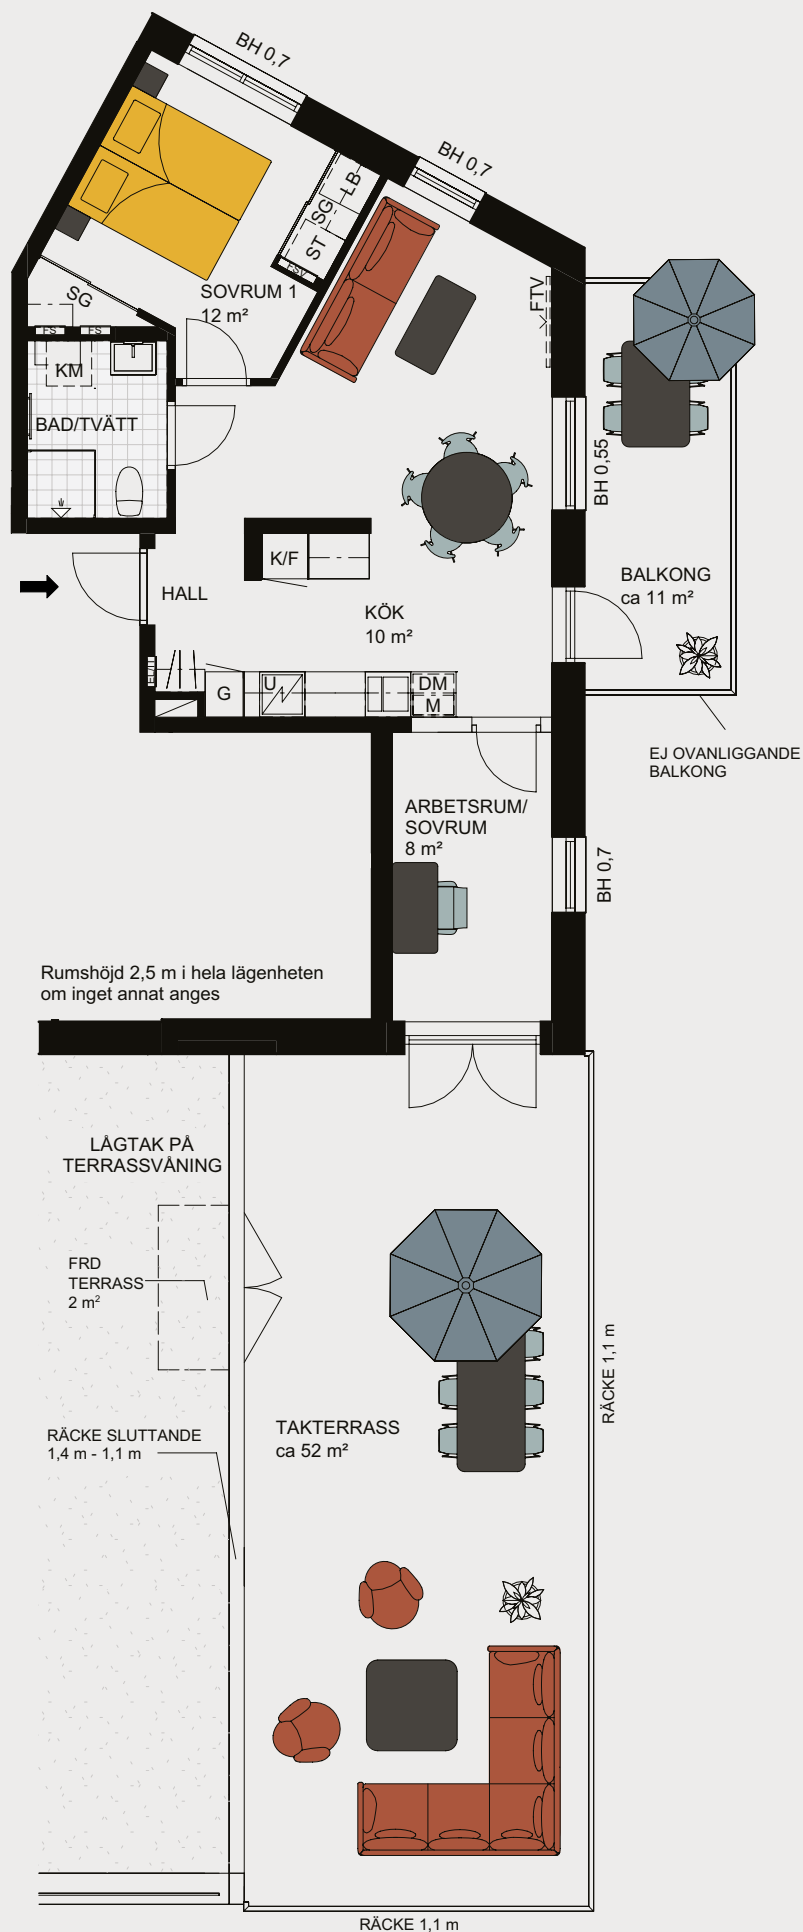 BH 0,7
BH 0,7
LB
SG
ST
FSV
SOVRUM 1
12 m²
SG
FS
FS
FTV
KM
BAD/TVÄTT
BH 0,55
HALL
K/F
KÖK
10 m²
BALKONG
ca 11 m²
EL/IT
G
U
DM
M
EJ OVANLIGGANDE
BALKONG
ARBETSRUM/
SOVRUM
8 m²
BH 0,7
Rumshöjd 2,5 m i hela lägenheten
om inget annat anges
LÅGTAK PÅ
TERRASSVÅNING
FRD
TERRASS
2 m²
RÄCKE 1,1 m
RÄCKE SLUTTANDE
1,4 m - 1,1 m
TAKTERRASS
ca 52 m²
RÄCKE 1,1 m